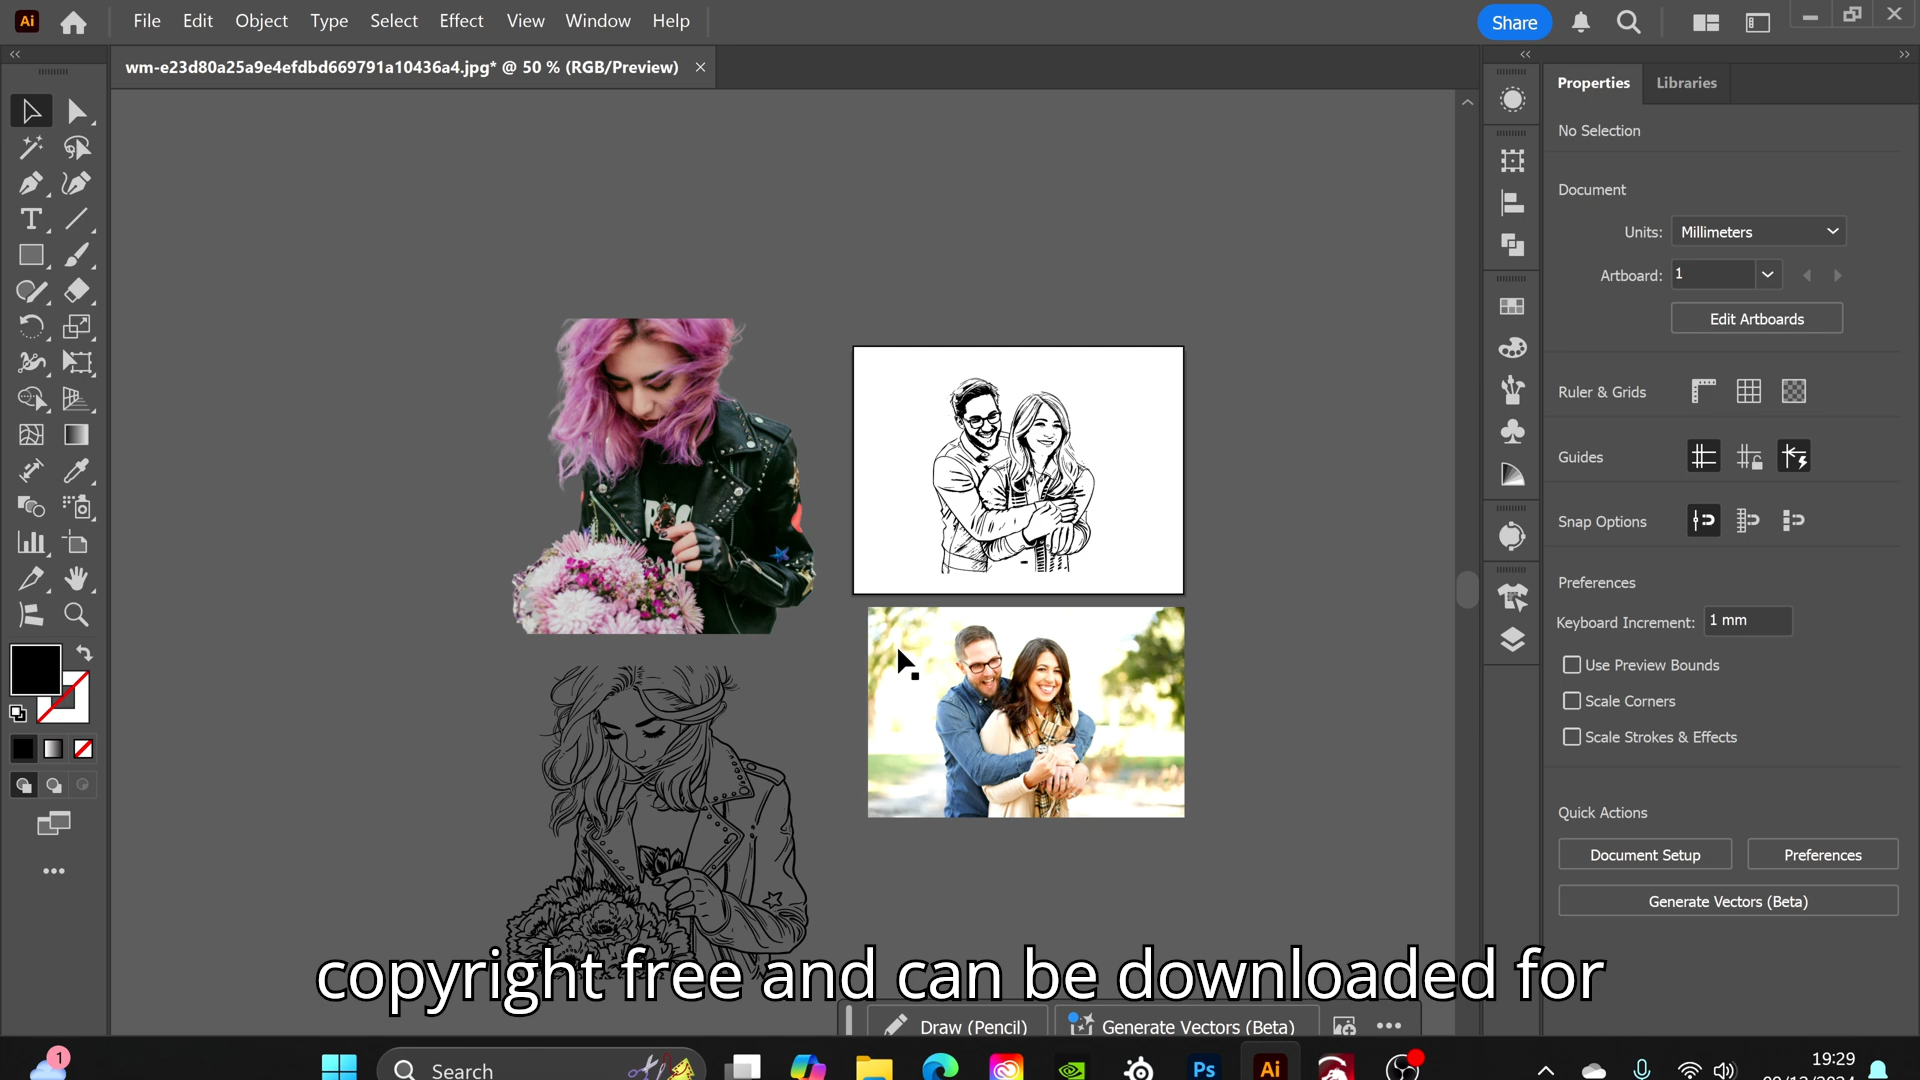 Ai
File Edit Object Type Select Effect View Window Help
Share
wm-e23d80a25a9e4efdbd669791a10436a4.jpg* @ 50 % (RGB/Preview)
Properties
Libraries
No Selection
Document
Units: Millimeters
Artboard: 1
Edit Artboards
Ruler & Grids
Guides
Snap Options
Preferences
Keyboard Increment: 1 mm
Use Preview Bounds
Scale Corners
Scale Strokes & Effects
Quick Actions
Document Setup
Preferences
Generate Vectors (Beta)
copyright free and can be downloaded for
Draw (Pencil)
Generate Vectors (Beta)
1
Search
Ps
Ai
19:29